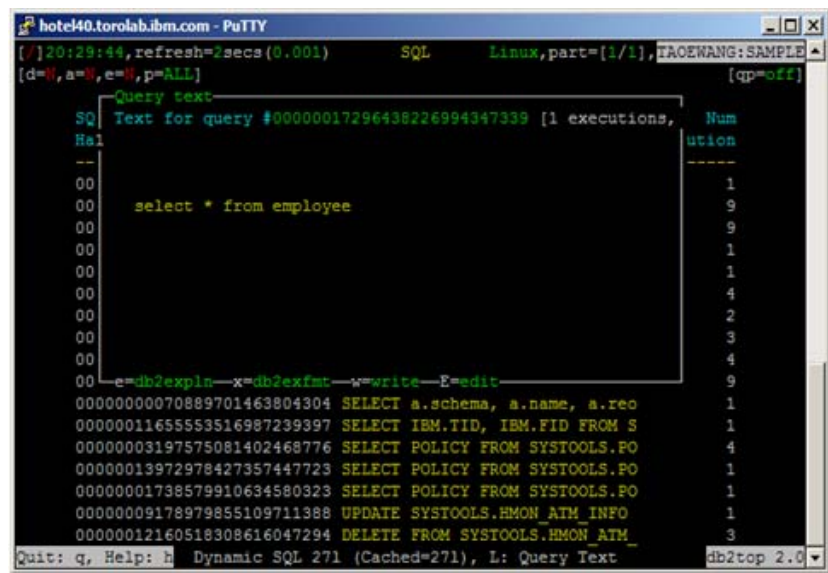 hotel40.torolab.ibm.com - PuTTY
[/]20:29:44,refresh=2secs(0.001) SQL Linux,part=[1/1],TAOEWANG:SAMPLE
[d=N,a=N,e=N,p=ALL] [qp=off]
Query text
SQ Text for query #00000017296438226994347339 [1 executions, Num
Hal ution
-- -----
00 1
00 select * from employee 9
00 9
00 1
00 1
00 4
00 2
00 3
00 4
00 e=db2expln x=db2exfmt w=write E=edit 9
00000000070889701463804304 SELECT a.schema, a.name, a.reo 1
00000011655553516987239397 SELECT IBM.TID, IBM.FID FROM S 1
00000003197575081402468776 SELECT POLICY FROM SYSTOOLS.PO 4
00000013972978427357447723 SELECT POLICY FROM SYSTOOLS.PO 1
00000001738579910634580323 SELECT POLICY FROM SYSTOOLS.PO 1
00000009178979855109711388 UPDATE SYSTOOLS.HMON_ATM_INFO 1
00000012160518308616047294 DELETE FROM SYSTOOLS.HMON_ATM_ 3
Quit: q, Help: h Dynamic SQL 271 (Cached=271), L: Query Text db2top 2.0